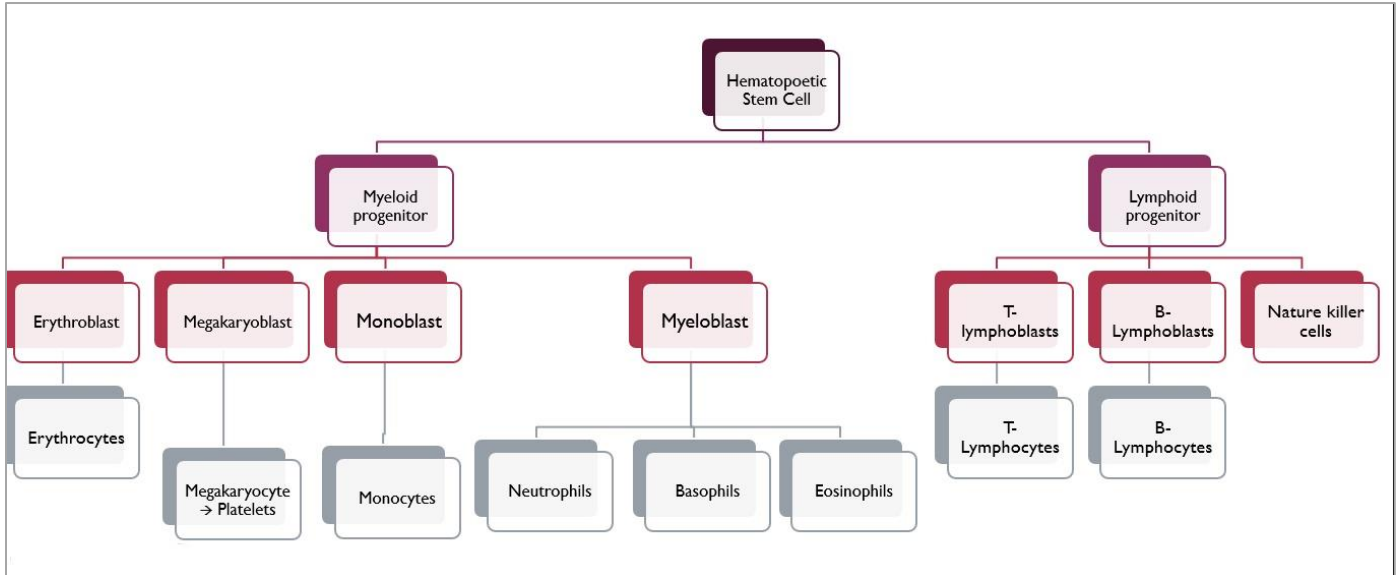 Hematopoetic
Stem Cell
Myeloid
progenitor
Lymphoid
progenitor
Erythroblast
Megakaryoblast
Monoblast
Myeloblast
T-
lymphoblasts
B-
Lymphoblasts
Nature killer
cells
Erythrocytes
Megakaryocyte
→ Platelets
Monocytes
Neutrophils
Basophils
Eosinophils
T-
Lymphocytes
B-
Lymphocytes